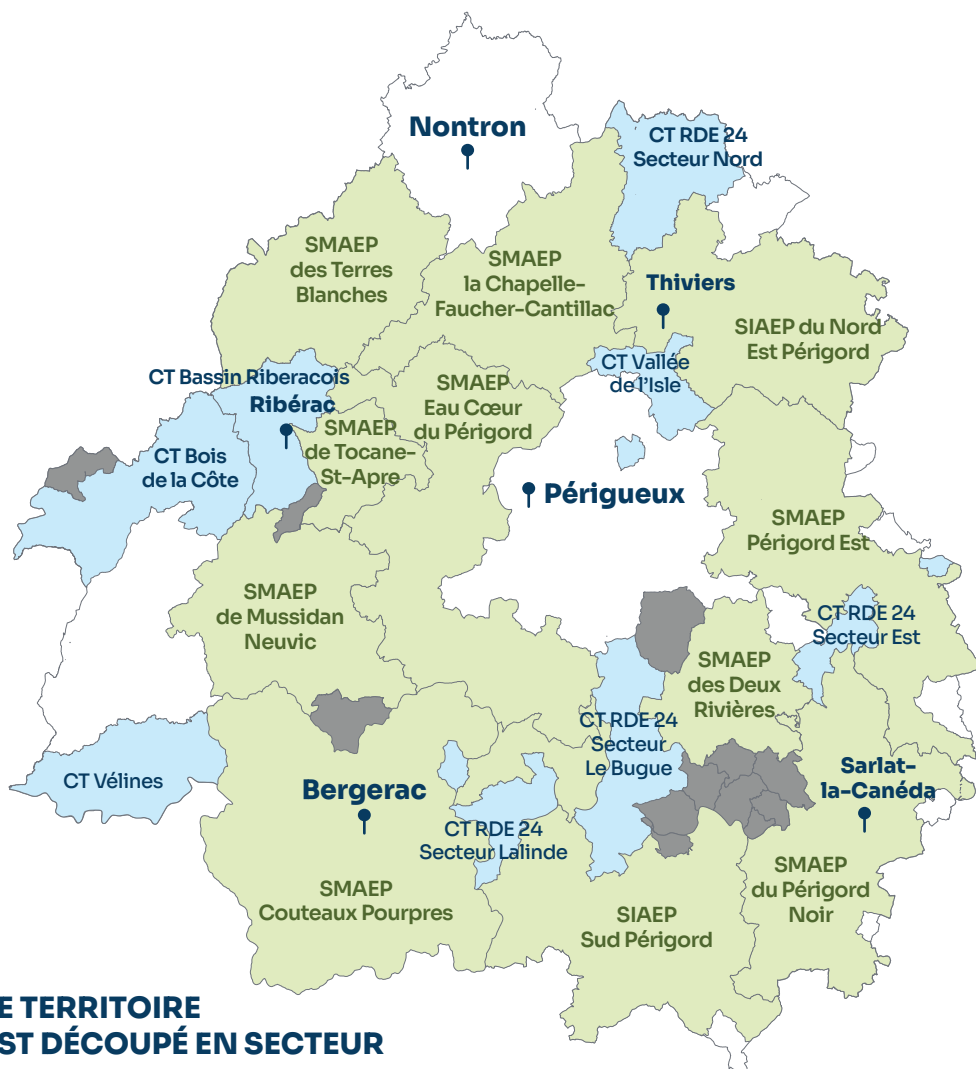 Nontron
CT RDE 24
Secteur Nord
SMAEP
des Terres
Blanches
SMAEP
la Chapelle-
Faucher-Cantillac
Thiviers
SIAEP du Nord
Est Périgord
CT Bassin Riberacois
Ribérac
CT Vallée
de l'Isle
SMAEP
Eau Cœur
du Périgord
SMAEP
de Tocane-
St-Apre
CT Bois
de la Côte
Périgueux
SMAEP
Périgord Est
SMAEP
de Mussidan
Neuvic
CT RDE 24
Secteur Est
SMAEP
des Deux
Rivières
CT RDE 24
Secteur
Le Bugue
CT Vélines
Bergerac
Sarlat-
la-Canéda
CT RDE 24
Secteur Lalinde
SMAEP
Couteaux Pourpres
SIAEP
Sud Périgord
SMAEP
du Périgord
Noir
E TERRITOIRE
ST DÉCOUPÉ EN SECTEUR